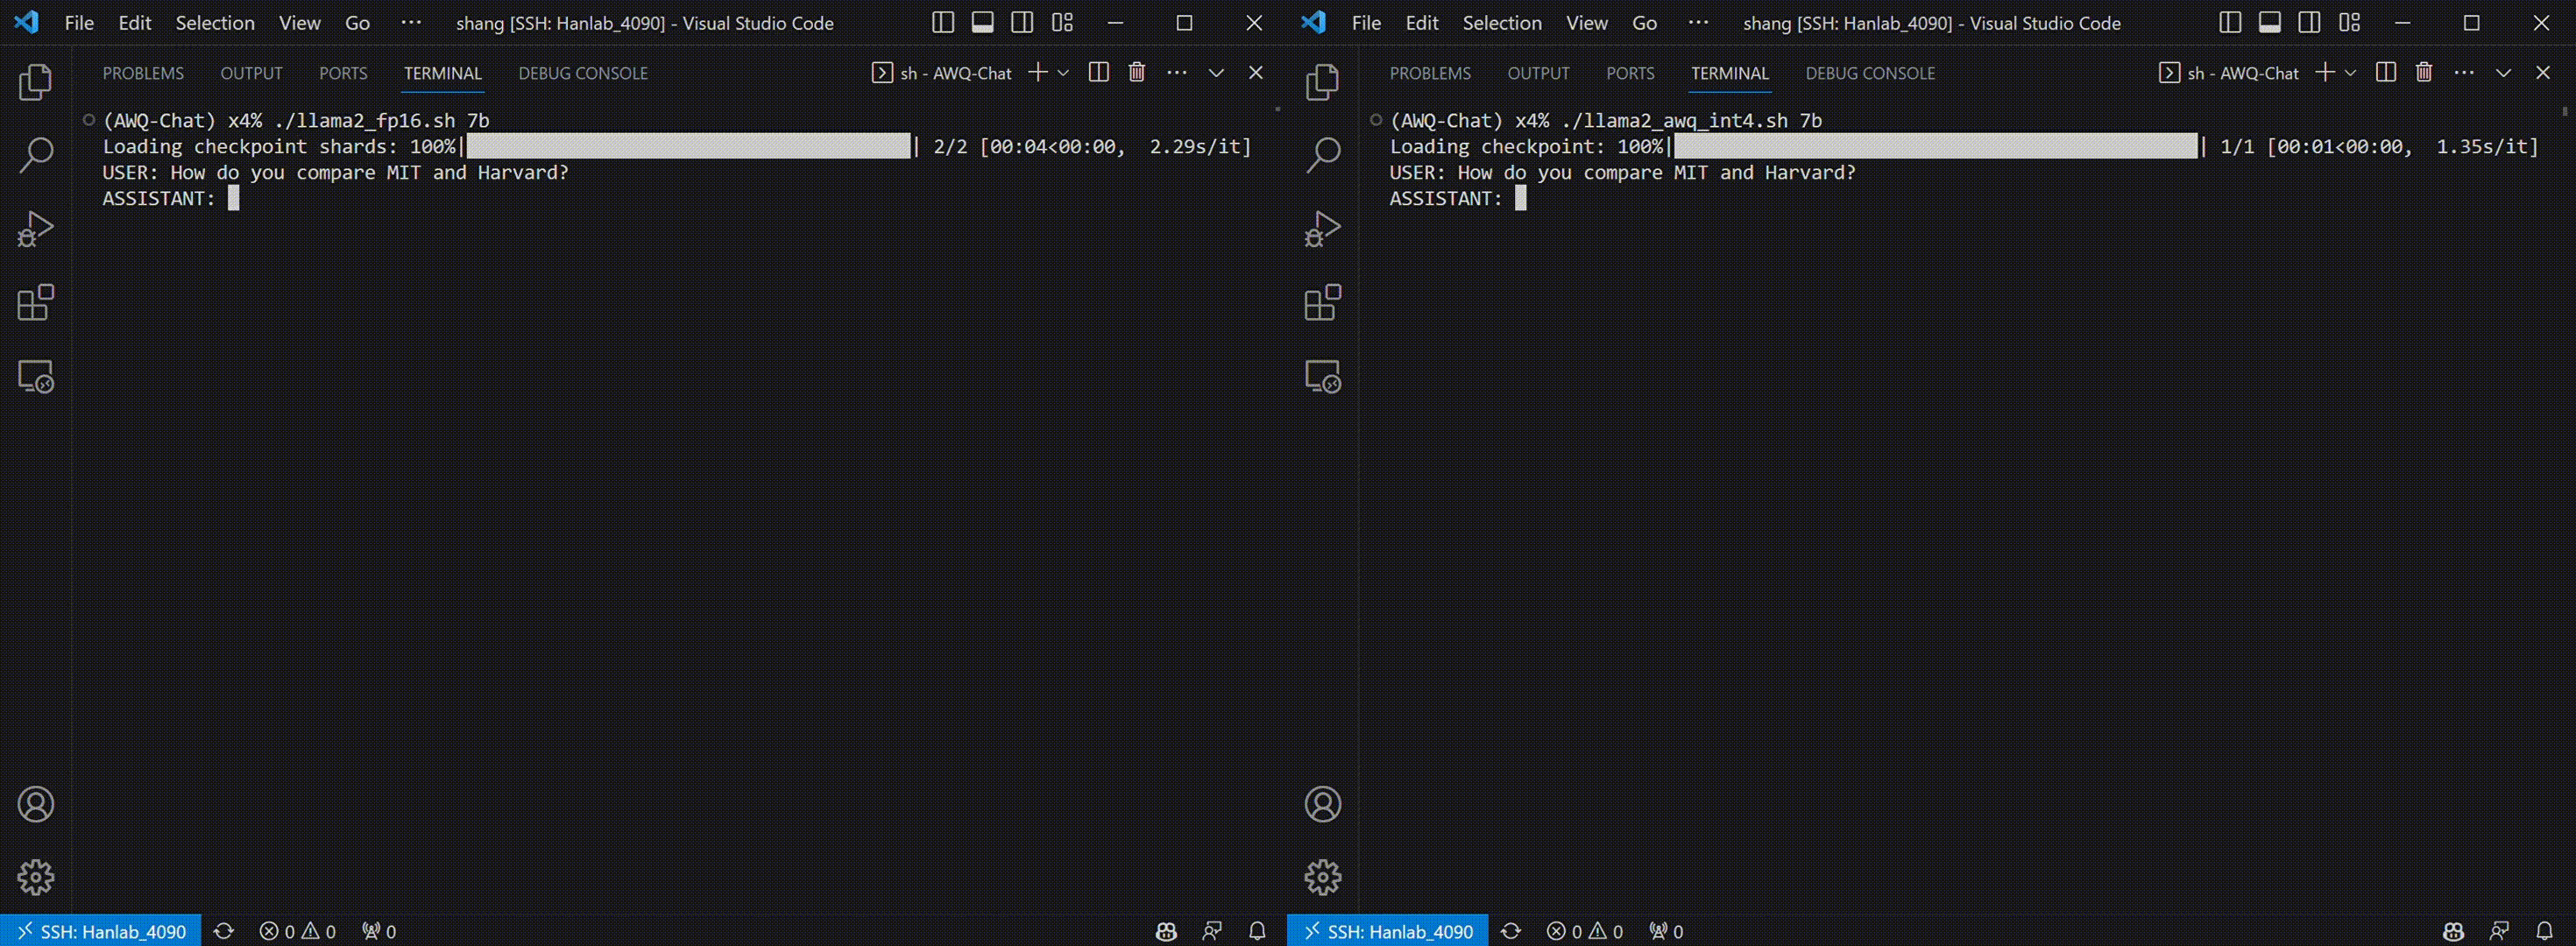 File Edit Selection View Go ··· shang [SSH: Hanlab_4090] - Visual Studio Code
PROBLEMS OUTPUT PORTS TERMINAL DEBUG CONSOLE sh - AWQ-Chat
(AWQ-Chat) x4% ./llama2_fp16.sh 7b
Loading checkpoint shards: 100%| | 2/2 [00:04<00:00, 2.29s/it]
USER: How do you compare MIT and Harvard?
ASSISTANT:
SSH: Hanlab_4090 0 0 0
File Edit Selection View Go ··· shang [SSH: Hanlab_4090] - Visual Studio Code
PROBLEMS OUTPUT PORTS TERMINAL DEBUG CONSOLE sh - AWQ-Chat
(AWQ-Chat) x4% ./llama2_awq_int4.sh 7b
Loading checkpoint: 100%| | 1/1 [00:01<00:00, 1.35s/it]
USER: How do you compare MIT and Harvard?
ASSISTANT:
SSH: Hanlab_4090 0 0 0